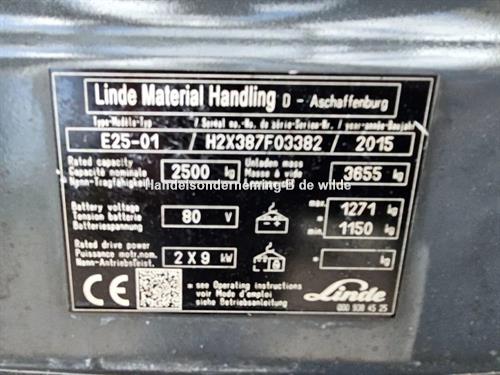 Linde Material Handling D - Aschaffenburg
Type-Modèle-Typ / Serial no.-No. de série-Serien-Nr. / year-année-Baujahr
E25-01 / H2X387F03382 / 2015
Rated capacity Unladen mass
Capacité nominale 2500 kg Masse à vide 3655 kg
Nenn-Tragfähigkeit
Handelsonderneming B de wilde
Battery voltage max. 1271 kg
Tension batterie 80 V
Batteriespannung min. 1150 kg
Rated drive power
Puissance motr.nom. 2 X 9 kW kg
Nenn-Antriebsleist.
CE * see Operating instructions
voir Mode d'emploi
siehe Betriebsanleitung
Linde
000 938 45 25